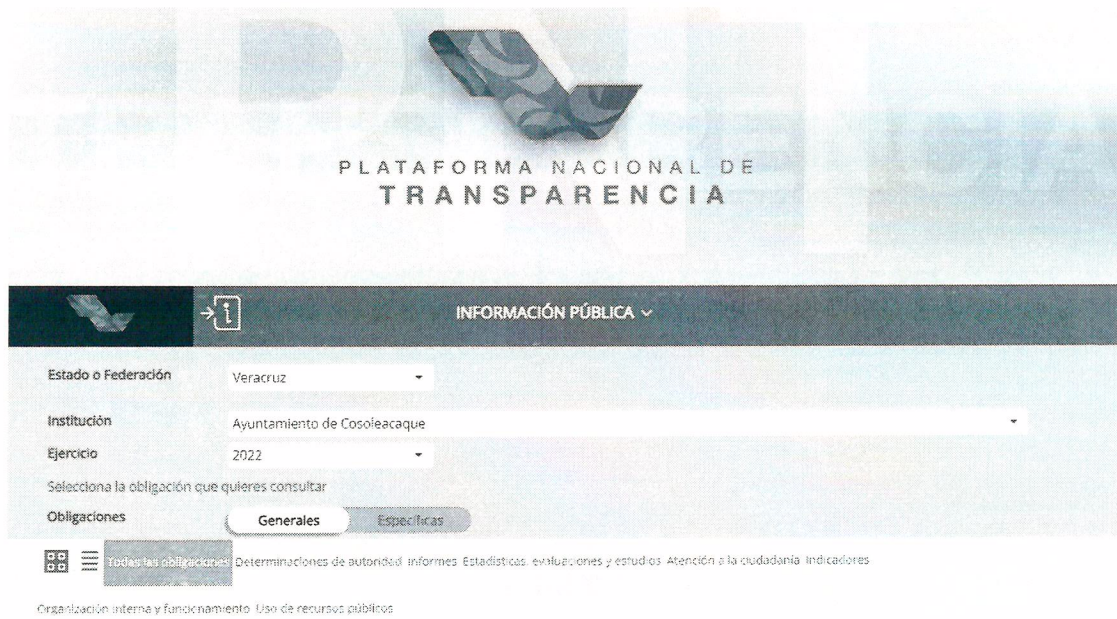 PLATAFORMA NACIONAL DE
TRANSPARENCIA
INFORMACIÓN PÚBLICA
Estado o Federación Veracruz
Institución Ayuntamiento de Cosoleacaque
Ejercicio 2022
Selecciona la obligación que quieres consultar
Obligaciones Generales Específicas
Todas las obligaciones Determinaciones de autoridad Informes Estadísticas, evaluaciones y estudios Atención a la ciudadanía Indicadores
Organización interna y funcionamiento Uso de recursos públicos